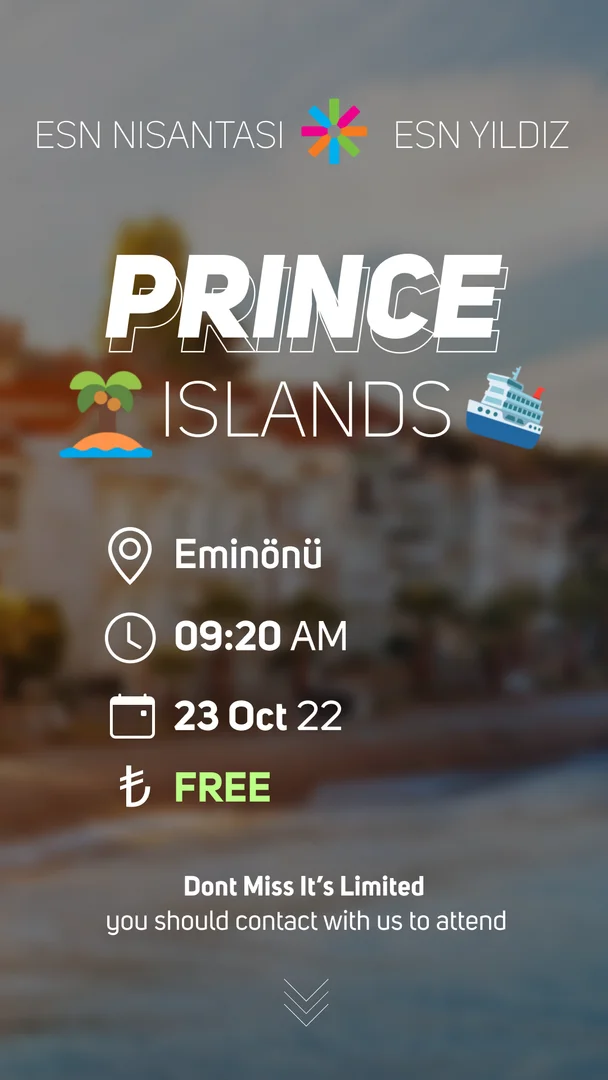 ESN NISANTASI ESN YILDIZ
PRINCE
ISLANDS
Eminönü
09:20 AM
23 Oct 22
₺ FREE
Dont Miss It's Limited
you should contact with us to attend